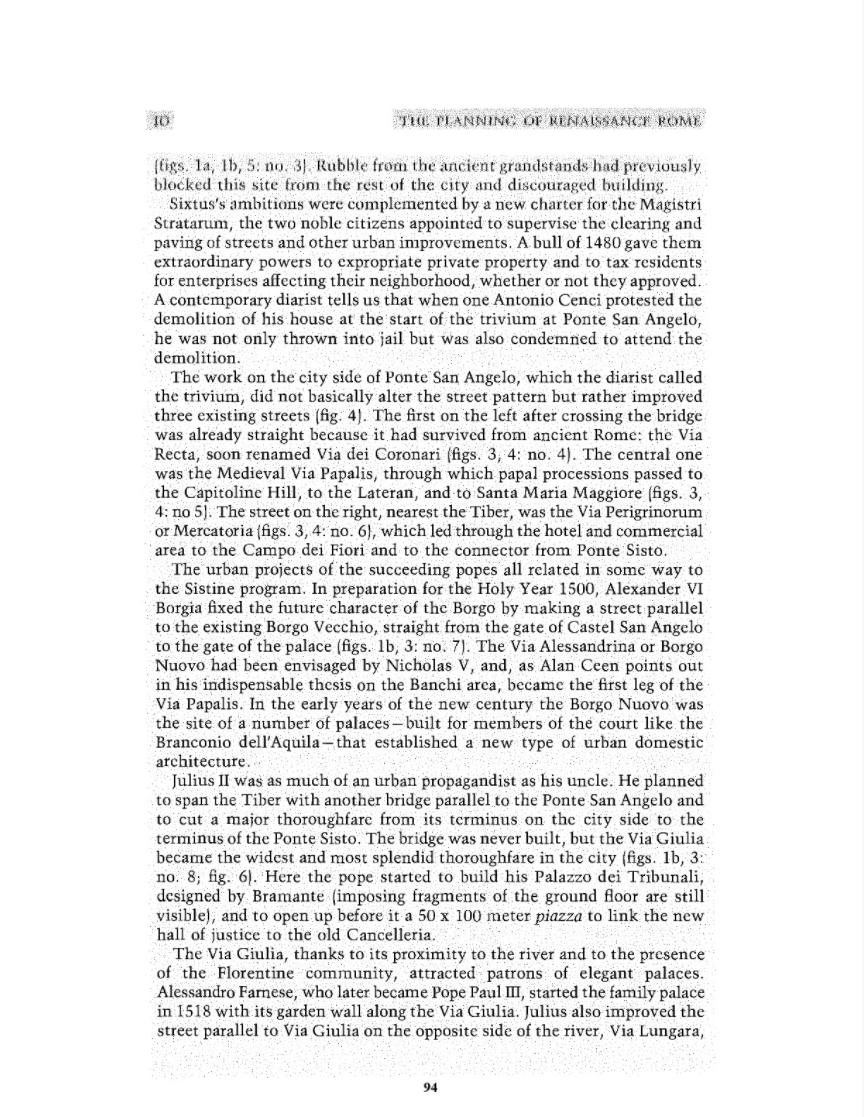 10 THE PLANNING OF RENAISSANCE ROME
(figs. 1a, 1b, 5: no. 3). Rubble from the ancient grandstands had previously
blocked this site from the rest of the city and discouraged building.
Sixtus's ambitions were complemented by a new charter for the Magistri
Stratarum, the two noble citizens appointed to supervise the clearing and
paving of streets and other urban improvements. A bull of 1480 gave them
extraordinary powers to expropriate private property and to tax residents
for enterprises affecting their neighborhood, whether or not they approved.
A contemporary diarist tells us that when one Antonio Cenci protested the
demolition of his house at the start of the trivium at Ponte San Angelo,
he was not only thrown into jail but was also condemned to attend the
demolition.
The work on the city side of Ponte San Angelo, which the diarist called
the trivium, did not basically alter the street pattern but rather improved
three existing streets (fig. 4). The first on the left after crossing the bridge
was already straight because it had survived from ancient Rome: the Via
Recta, soon renamed Via dei Coronari (figs. 3, 4: no. 4). The central one
was the Medieval Via Papalis, through which papal processions passed to
the Capitoline Hill, to the Lateran, and to Santa Maria Maggiore (figs. 3,
4: no 5). The street on the right, nearest the Tiber, was the Via Perigrinorum
or Mercatoria (figs. 3, 4: no. 6), which led through the hotel and commercial
area to the Campo dei Fiori and to the connector from Ponte Sisto.
The urban projects of the succeeding popes all related in some way to
the Sistine program. In preparation for the Holy Year 1500, Alexander VI
Borgia fixed the future character of the Borgo by making a street parallel
to the existing Borgo Vecchio, straight from the gate of Castel San Angelo
to the gate of the palace (figs. 1b, 3: no. 7). The Via Alessandrina or Borgo
Nuovo had been envisaged by Nicholas V, and, as Alan Ceen points out
in his indispensable thesis on the Banchi area, became the first leg of the
Via Papalis. In the early years of the new century the Borgo Nuovo was
the site of a number of palaces—built for members of the court like the
Branconio dell'Aquila—that established a new type of urban domestic
architecture.
Julius II was as much of an urban propagandist as his uncle. He planned
to span the Tiber with another bridge parallel to the Ponte San Angelo and
to cut a major thoroughfare from its terminus on the city side to the
terminus of the Ponte Sisto. The bridge was never built, but the Via Giulia
became the widest and most splendid thoroughfare in the city (figs. 1b, 3:
no. 8; fig. 6). Here the pope started to build his Palazzo dei Tribunali,
designed by Bramante (imposing fragments of the ground floor are still
visible), and to open up before it a 50 x 100 meter piazza to link the new
hall of justice to the old Cancelleria.
The Via Giulia, thanks to its proximity to the river and to the presence
of the Florentine community, attracted patrons of elegant palaces.
Alessandro Farnese, who later became Pope Paul III, started the family palace
in 1518 with its garden wall along the Via Giulia. Julius also improved the
street parallel to Via Giulia on the opposite side of the river, Via Lungara,
94